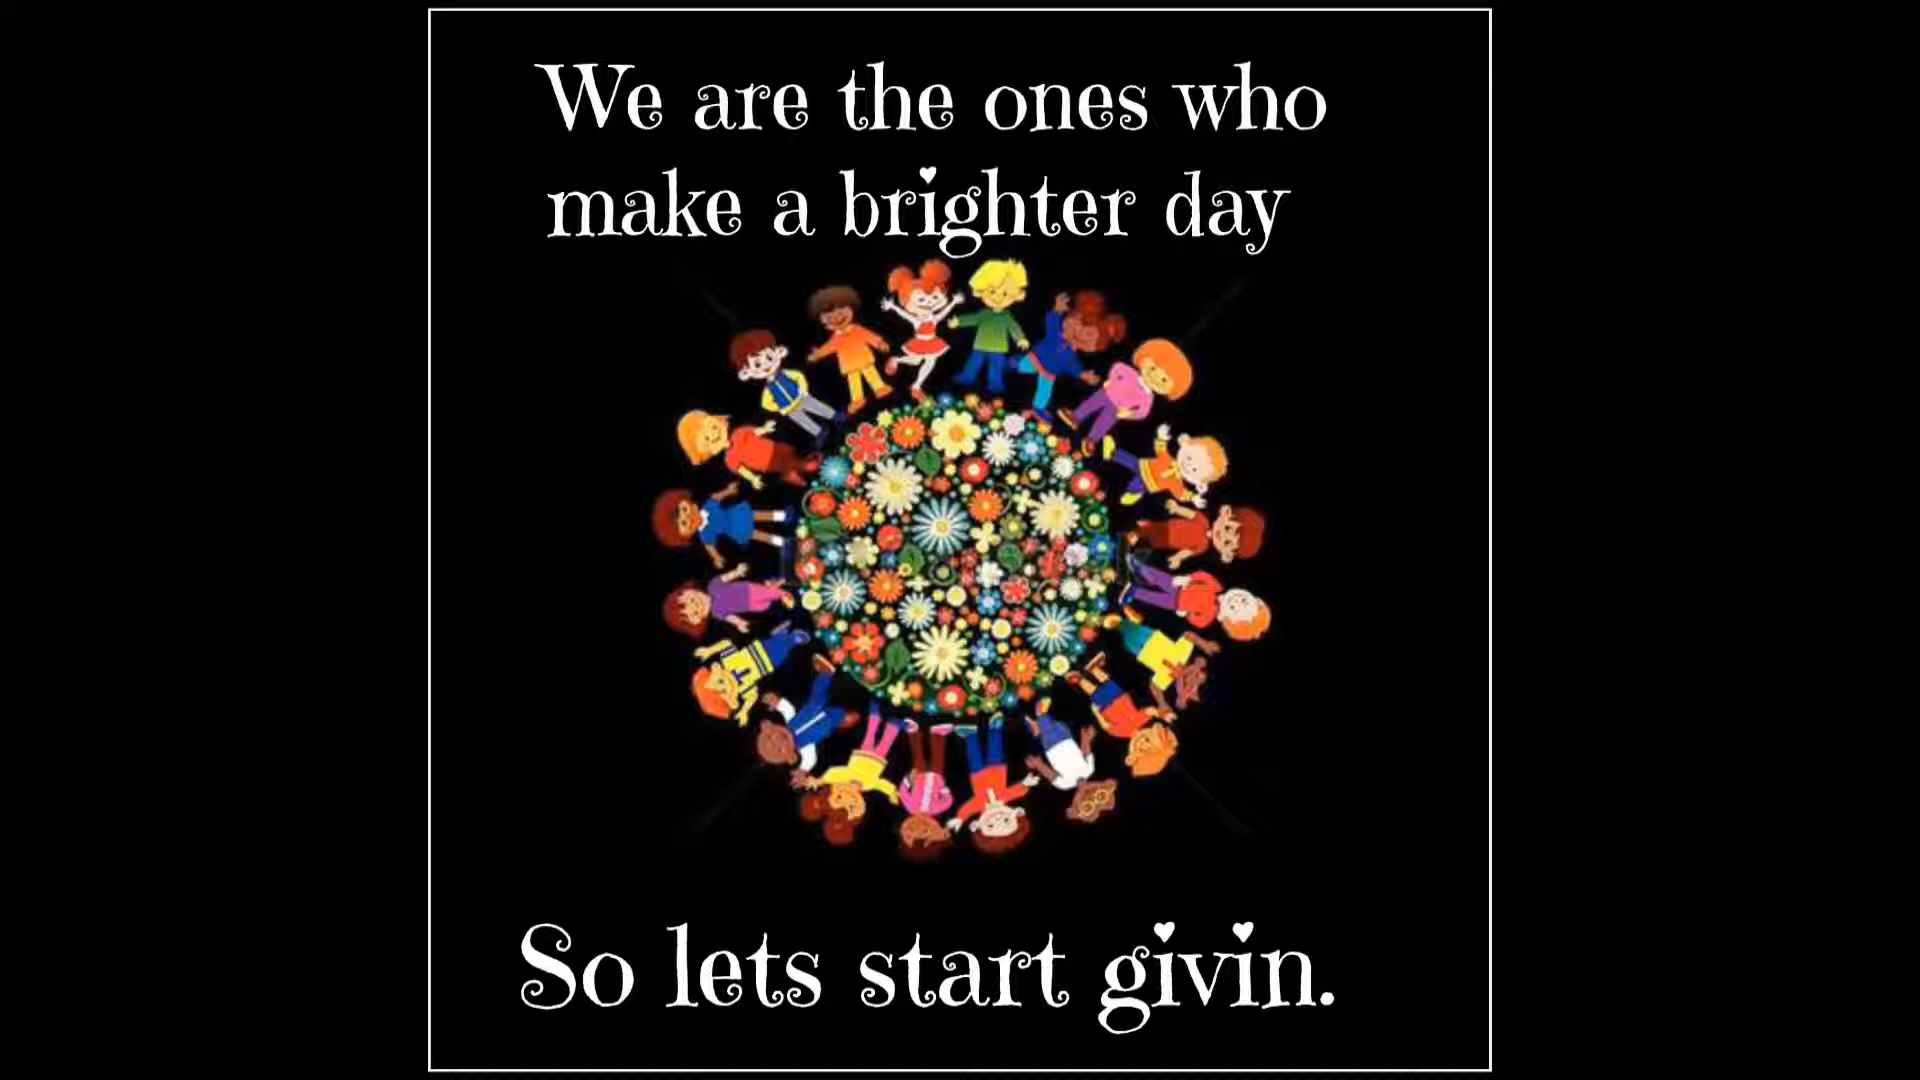 We are the ones who
make a brighter day
So lets start givin.